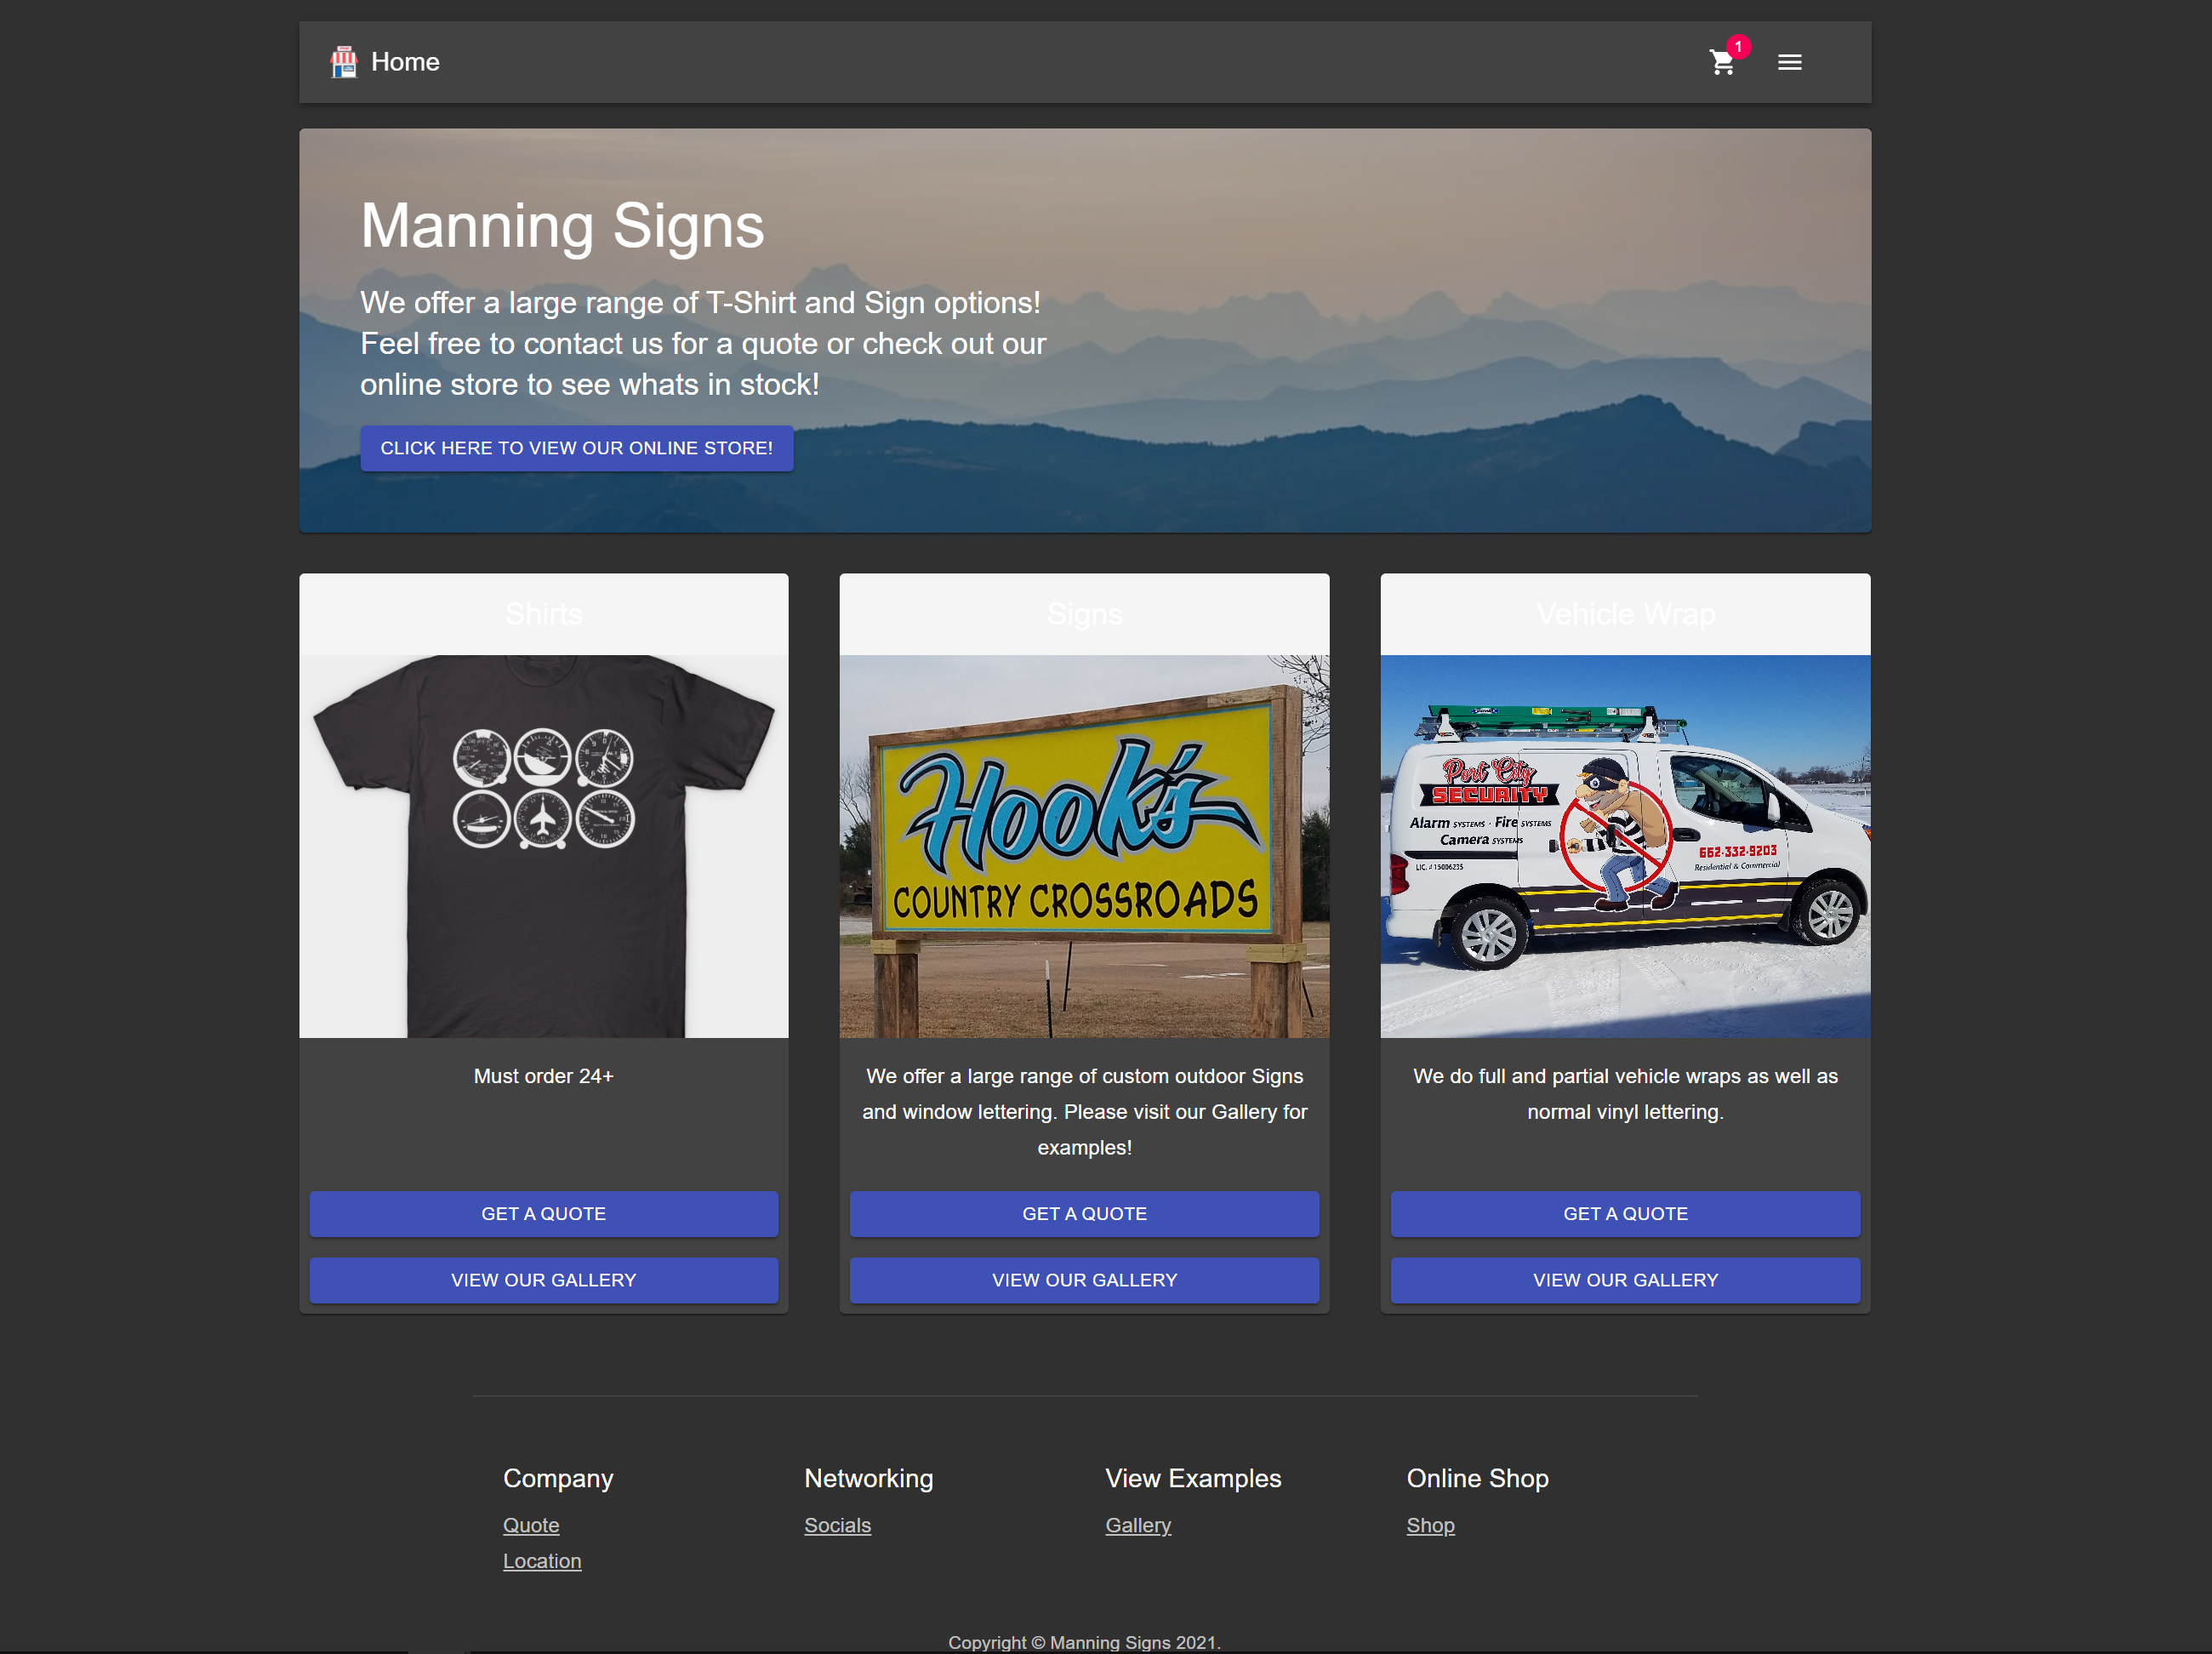 Home
1
Manning Signs
We offer a large range of T-Shirt and Sign options!
Feel free to contact us for a quote or check out our
online store to see whats in stock!
CLICK HERE TO VIEW OUR ONLINE STORE!
Shirts
Signs
Vehicle Wrap
Hook's
COUNTRY CROSSROADS
Port City
SECURITY
Alarm SYSTEMS · Fire SYSTEMS
Camera SYSTEMS
LIC. # 15006235
662·332·9203
Residential & Commercial
Must order 24+
We offer a large range of custom outdoor Signs
and window lettering. Please visit our Gallery for
examples!
We do full and partial vehicle wraps as well as
normal vinyl lettering.
GET A QUOTE
GET A QUOTE
GET A QUOTE
VIEW OUR GALLERY
VIEW OUR GALLERY
VIEW OUR GALLERY
Company
Networking
View Examples
Online Shop
Quote
Socials
Gallery
Shop
Location
Copyright © Manning Signs 2021.